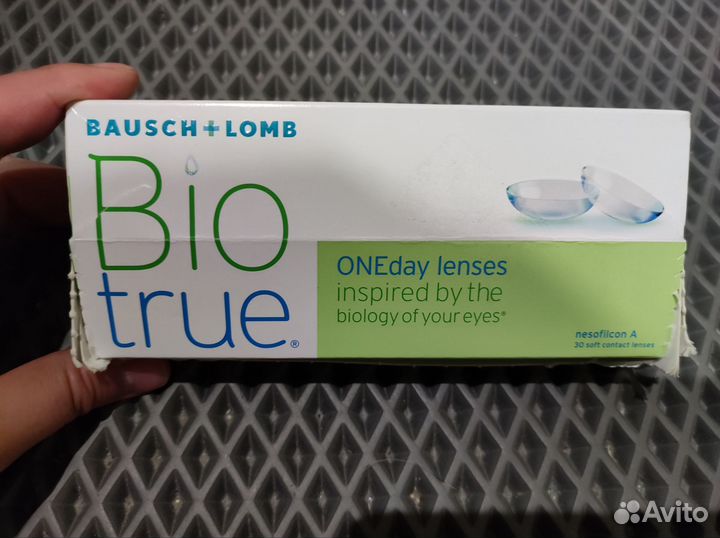 BAUSCH + LOMB
Bio
true®
ONEday lenses
inspired by the
biology of your eyes®
nesofilcon A
30 soft contact lenses
Avito